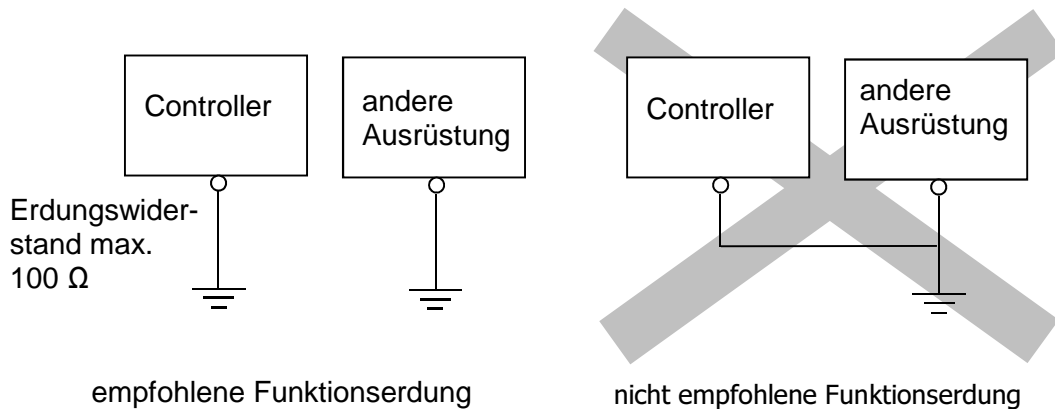 Controller
andere
Ausrüstung
Erdungswider-
stand max.
100 Ω
empfohlene Funktionserdung
Controller
andere
Ausrüstung
nicht empfohlene Funktionserdung